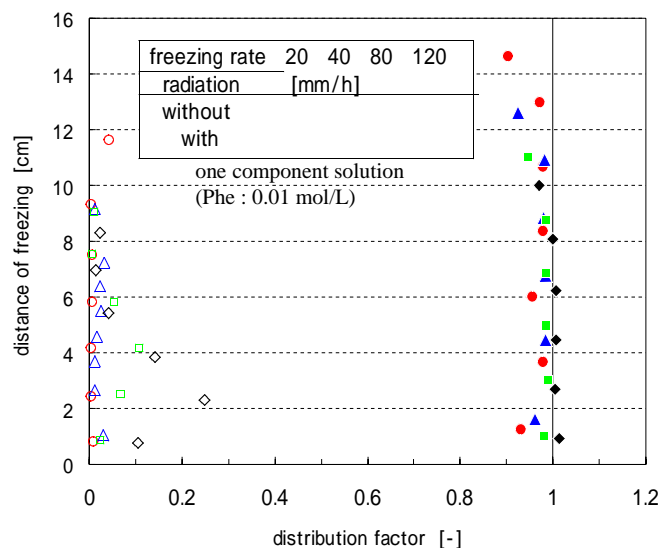 16
14
12
10
8
6
4
2
0
distance of freezing [cm]
freezing rate 20 40 80 120
radiation [mm/h]
without
with
one component solution
(Phe : 0.01 mol/L)
0 0.2 0.4 0.6 0.8 1 1.2
distribution factor [-]